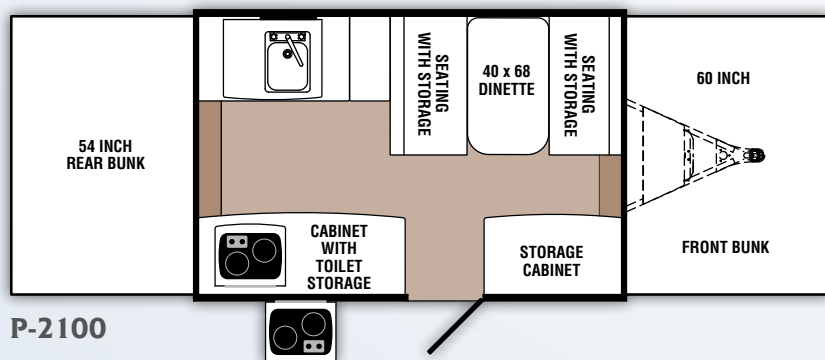 54 INCH
REAR BUNK
SEATING
WITH STORAGE
40 x 68
DINETTE
SEATING
WITH STORAGE
60 INCH
FRONT BUNK
CABINET
WITH
TOILET
STORAGE
STORAGE
CABINET
P-2100